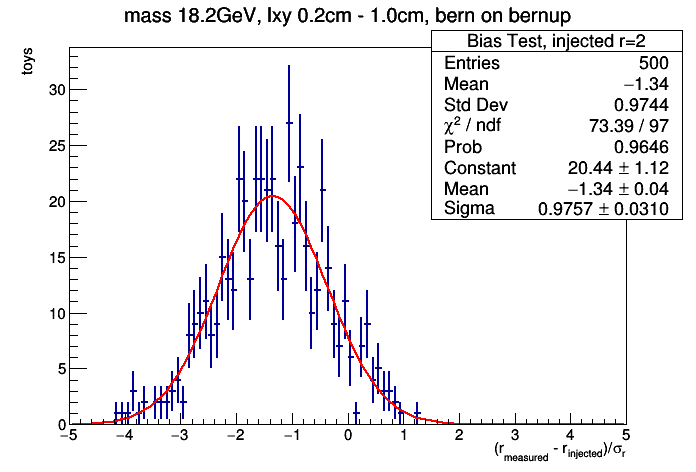 mass 18.2GeV, lxy 0.2cm - 1.0cm, bern on bernup
Bias Test, injected r=2
Entries 500
Mean −1.34
Std Dev 0.9744
χ² / ndf 73.39 / 97
Prob 0.9646
Constant 20.44 ± 1.12
Mean −1.34 ± 0.04
Sigma 0.9757 ± 0.0310
toys
30
25
20
15
10
5
0
−5 −4 −3 −2 −1 0 1 2 3 4 5
(r_measured - r_injected)/σ_r